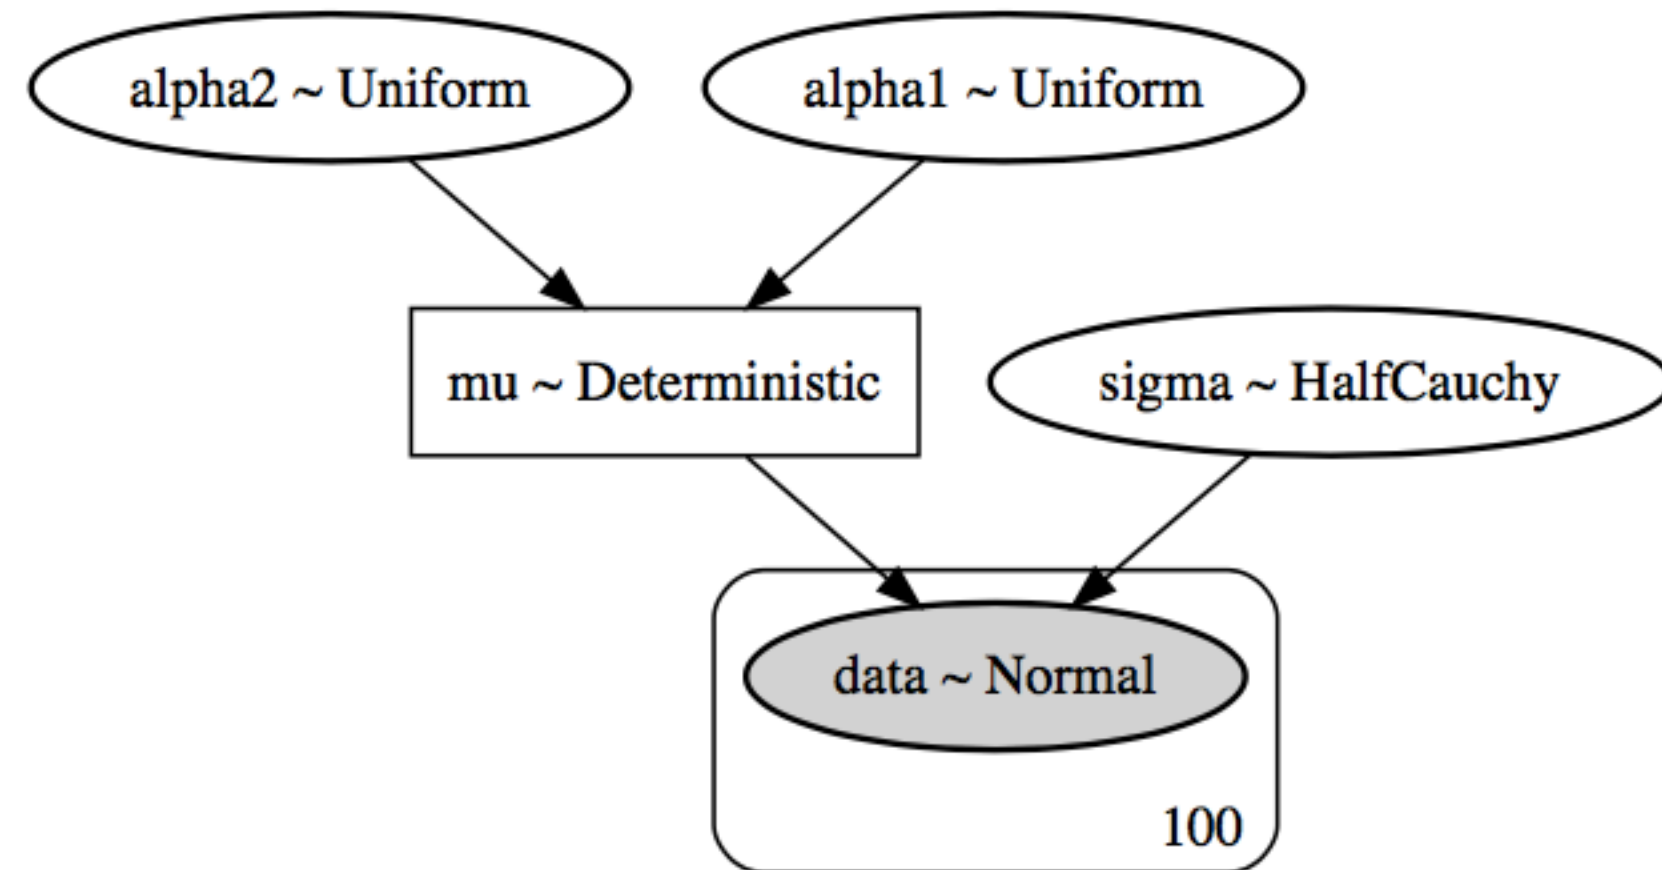 alpha2 ~ Uniform
alpha1 ~ Uniform
mu ~ Deterministic
sigma ~ HalfCauchy
data ~ Normal
100